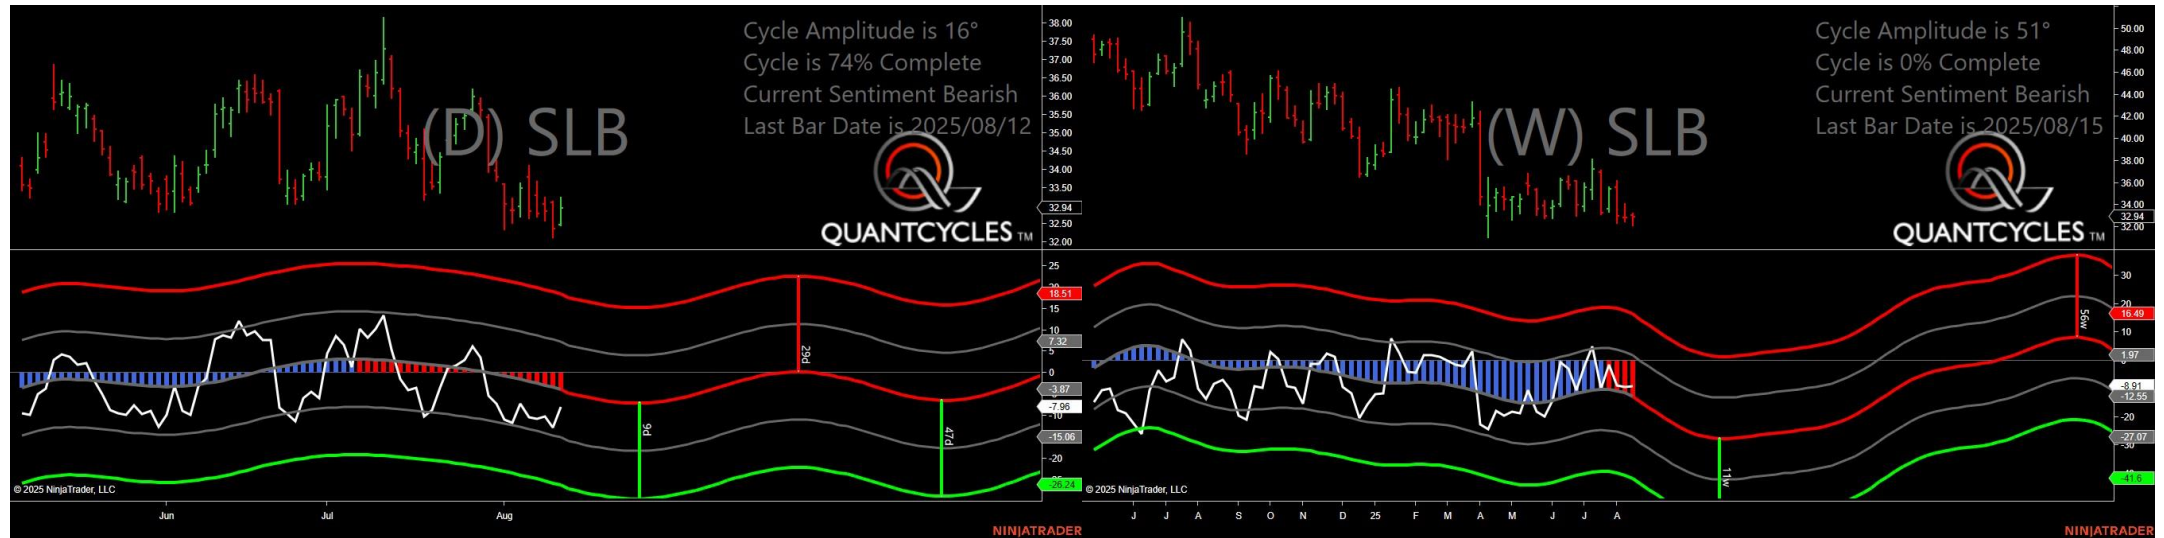 Cycle Amplitude is 16°
Cycle is 74% Complete
Current Sentiment Bearish
Last Bar Date is 2025/08/12
(D) SLB
QUANTCYCLES TM
38.00
37.50
37.00
36.50
36.00
35.50
35.00
34.50
34.00
33.50
32.94
32.50
32.00
25
18.51
15
10
7.32
5
0
-3.87
-7.96
-10
-15.06
-20
-26.24
29d
9d
47d
© 2025 NinjaTrader, LLC
Jun Jul Aug
NINJATRADER
Cycle Amplitude is 51°
Cycle is 0% Complete
Current Sentiment Bearish
Last Bar Date is 2025/08/15
(W) SLB
QUANTCYCLES TM
50.00
48.00
46.00
44.00
42.00
40.00
38.00
36.00
34.00
32.94
32.00
30
20
16.49
10
1.97
-8.91
-12.55
-20
-27.07
-30
-41.6
56w
11w
© 2025 NinjaTrader, LLC
J J A S O N D 25 F M A M J J A
NINJATRADER